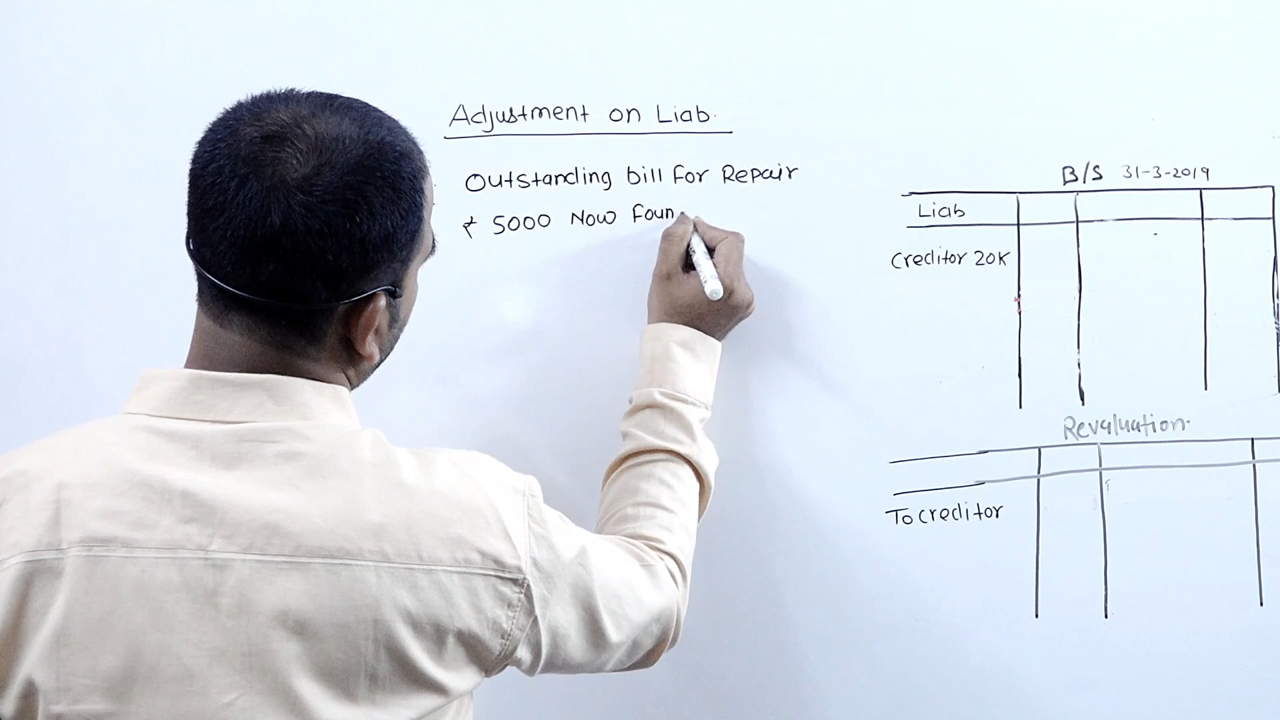 Adjustment on Liab.
Outstanding bill for Repair
₹ 5000 Now Foun
B/S 31-3-2019
Liab
Creditor 20K
Revaluation
To creditor